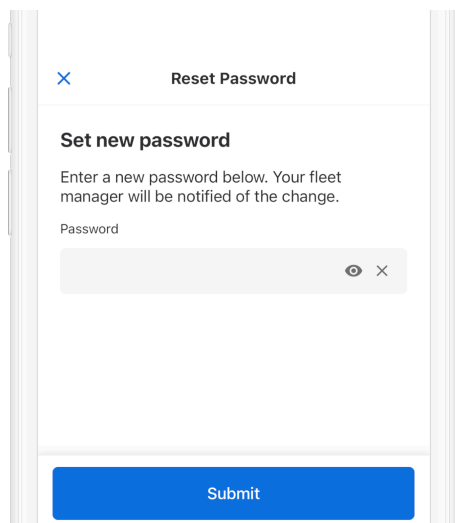 Reset Password
Set new password
Enter a new password below. Your fleet
manager will be notified of the change.
Password
Submit